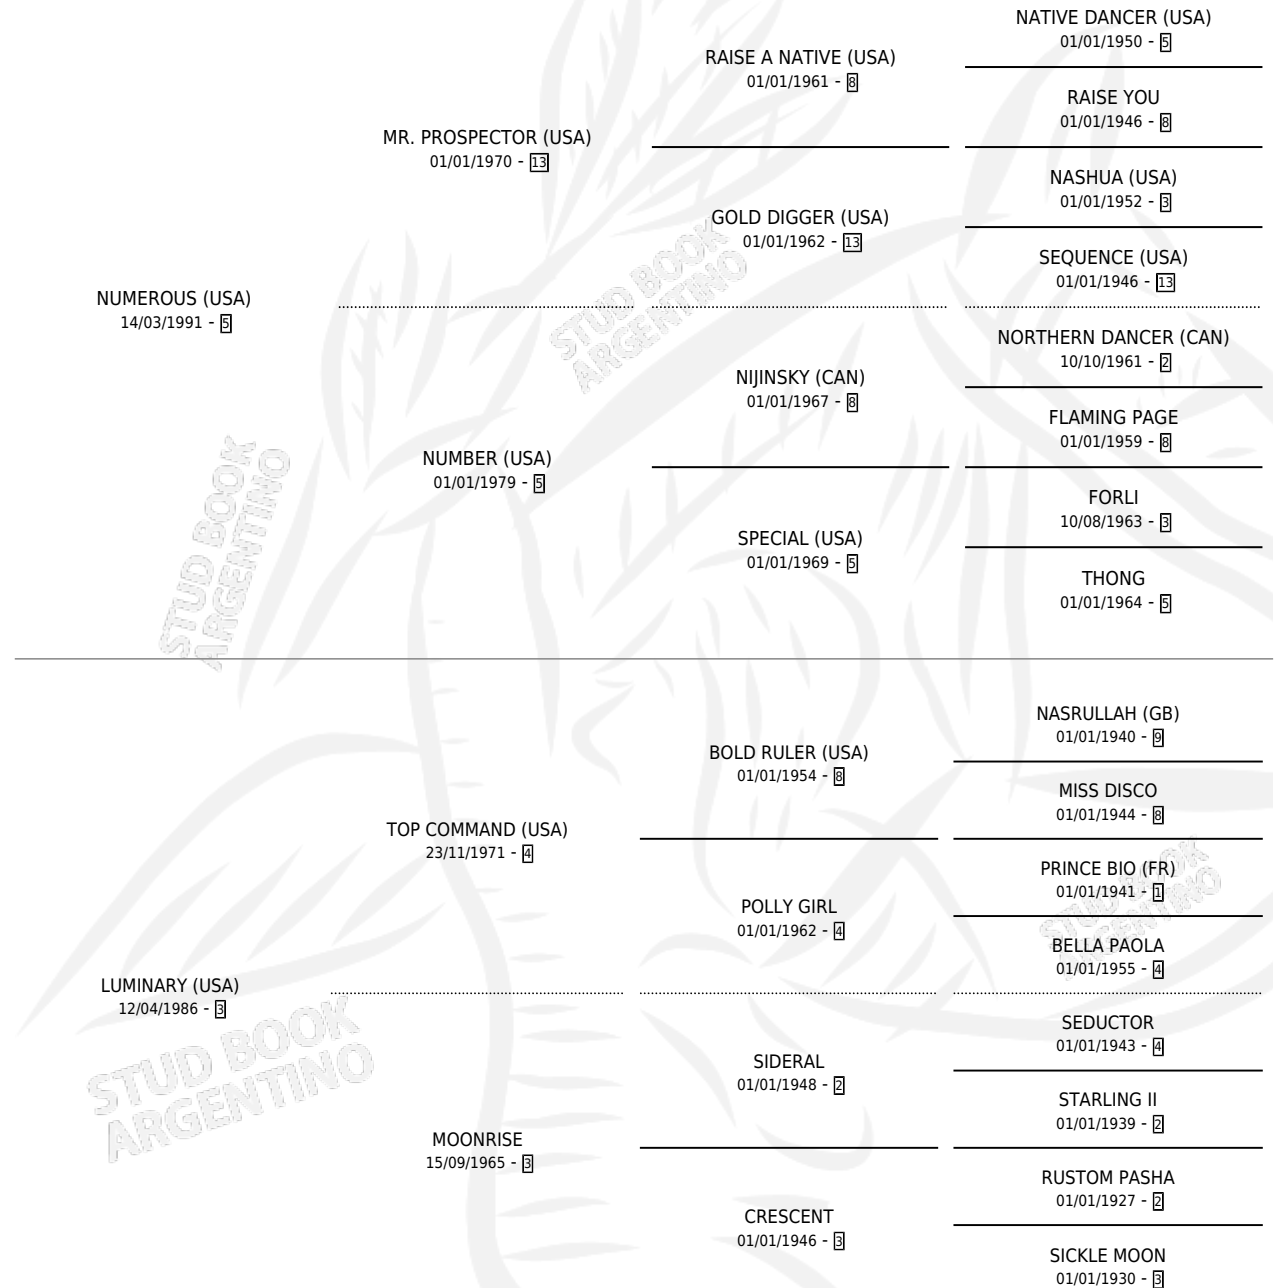 NATIVE DANCER (USA)
01/01/1950 - 5
RAISE A NATIVE (USA)
01/01/1961 - 8
RAISE YOU
01/01/1946 - 8
MR. PROSPECTOR (USA)
01/01/1970 - 13
NASHUA (USA)
01/01/1952 - 3
GOLD DIGGER (USA)
01/01/1962 - 13
SEQUENCE (USA)
01/01/1946 - 13
NUMEROUS (USA)
14/03/1991 - 5
STUD BOOK
ARGENTINO
NORTHERN DANCER (CAN)
10/10/1961 - 2
NIJINSKY (CAN)
01/01/1967 - 8
FLAMING PAGE
01/01/1959 - 8
NUMBER (USA)
01/01/1979 - 5
FORLI
10/08/1963 - 3
SPECIAL (USA)
01/01/1969 - 5
THONG
01/01/1964 - 5
STUD BOOK
ARGENTINO
NASRULLAH (GB)
01/01/1940 - 9
BOLD RULER (USA)
01/01/1954 - 8
MISS DISCO
01/01/1944 - 8
TOP COMMAND (USA)
23/11/1971 - 4
PRINCE BIO (FR)
01/01/1941 - 1
POLLY GIRL
01/01/1962 - 4
STUD BOOK
ARGENTINO
BELLA PAOLA
01/01/1955 - 4
LUMINARY (USA)
12/04/1986 - 3
STUD BOOK
ARGENTINO
SEDUCTOR
01/01/1943 - 4
SIDERAL
01/01/1948 - 2
STARLING II
01/01/1939 - 2
MOONRISE
15/09/1965 - 3
RUSTOM PASHA
01/01/1927 - 2
CRESCENT
01/01/1946 - 3
SICKLE MOON
01/01/1930 - 3